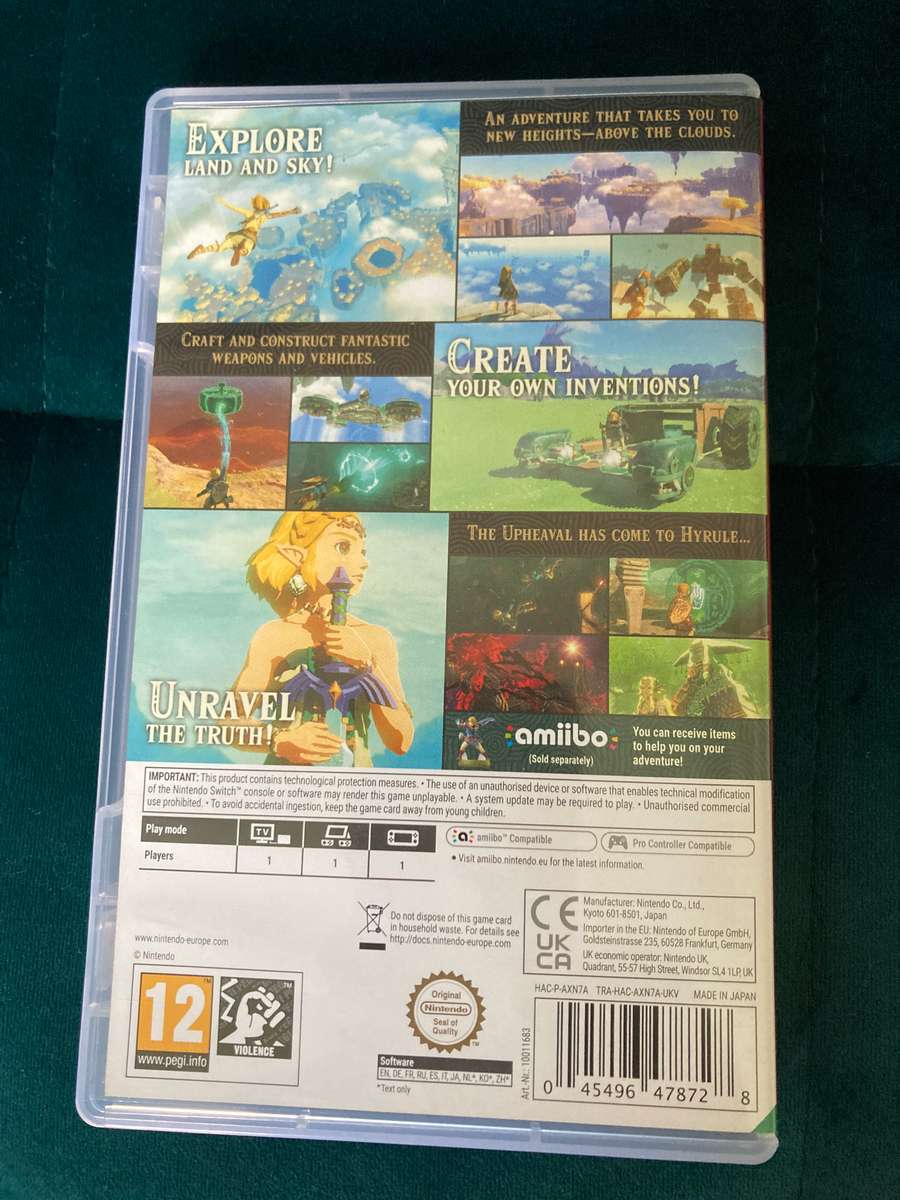 EXPLORE
LAND AND SKY!
AN ADVENTURE THAT TAKES YOU TO
NEW HEIGHTS—ABOVE THE CLOUDS.
CRAFT AND CONSTRUCT FANTASTIC
WEAPONS AND VEHICLES.
CREATE
YOUR OWN INVENTIONS!
UNRAVEL
THE TRUTH!
THE UPHEAVAL HAS COME TO HYRULE...
amiibo
(Sold separately)
You can receive items
to help you on your
adventure!
IMPORTANT: This product contains technological protection measures. • The use of an unauthorised device or software that enables technical modification
of the Nintendo Switch™ console or software may render this game unplayable. • A system update may be required to play. • Unauthorised commercial
use prohibited. • To avoid accidental ingestion, keep the game card away from young children.
Play mode
TV
Players
1
1
1
amiibo™ Compatible
Pro Controller Compatible
• Visit amiibo.nintendo.eu for the latest information.
Do not dispose of this game card
in household waste. For details see
http://docs.nintendo-europe.com
CE
UK
CA
Manufacturer: Nintendo Co., Ltd.,
Kyoto 601-8501, Japan
Importer in the EU: Nintendo of Europe GmbH,
Goldsteinstrasse 235, 60528 Frankfurt, Germany
UK economic operator: Nintendo UK,
Quadrant, 55-57 High Street, Windsor SL4 1LP, UK
www.nintendo-europe.com
© Nintendo
HAC-P-AXN7A TRA-HAC-AXN7A-UKV MADE IN JAPAN
12
www.pegi.info
VIOLENCE
™
Original
Nintendo
Seal of
Quality
™
Software
EN, DE, FR, RU, ES, IT, JA, NL*, KO*, ZH*
*Text only
Art.-Nr.: 10011683
0 45496 47872 8